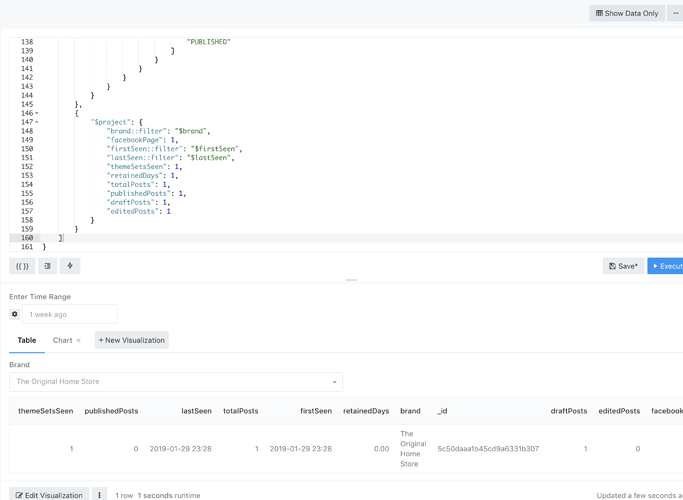 Show Data Only
138 "PUBLISHED"
139 ]
140 }
141 }
142 }
143 }
144 }
145 },
146 {
147 "$project": {
148 "brand::filter": "$brand",
149 "facebookPage": 1,
150 "firstSeen::filter": "$firstSeen",
151 "lastSeen::filter": "$lastSeen",
152 "themeSetsSeen": 1,
153 "retainedDays": 1,
154 "totalPosts": 1,
155 "publishedPosts": 1,
156 "draftPosts": 1,
157 "editedPosts": 1
158 }
159 }
160 ]
161 }
{{ }} Save* Execut
Enter Time Range
1 week ago
Table Chart × + New Visualization
Brand
The Original Home Store
themeSetsSeen publishedPosts lastSeen totalPosts firstSeen retainedDays brand _id draftPosts editedPosts facebook
1 0 2019-01-29 23:28 1 2019-01-29 23:28 0.00 The Original Home Store 5c50daaa1b45cd9a6331b307 1 0
Edit Visualization 1 row 1 seconds runtime Updated a few seconds a